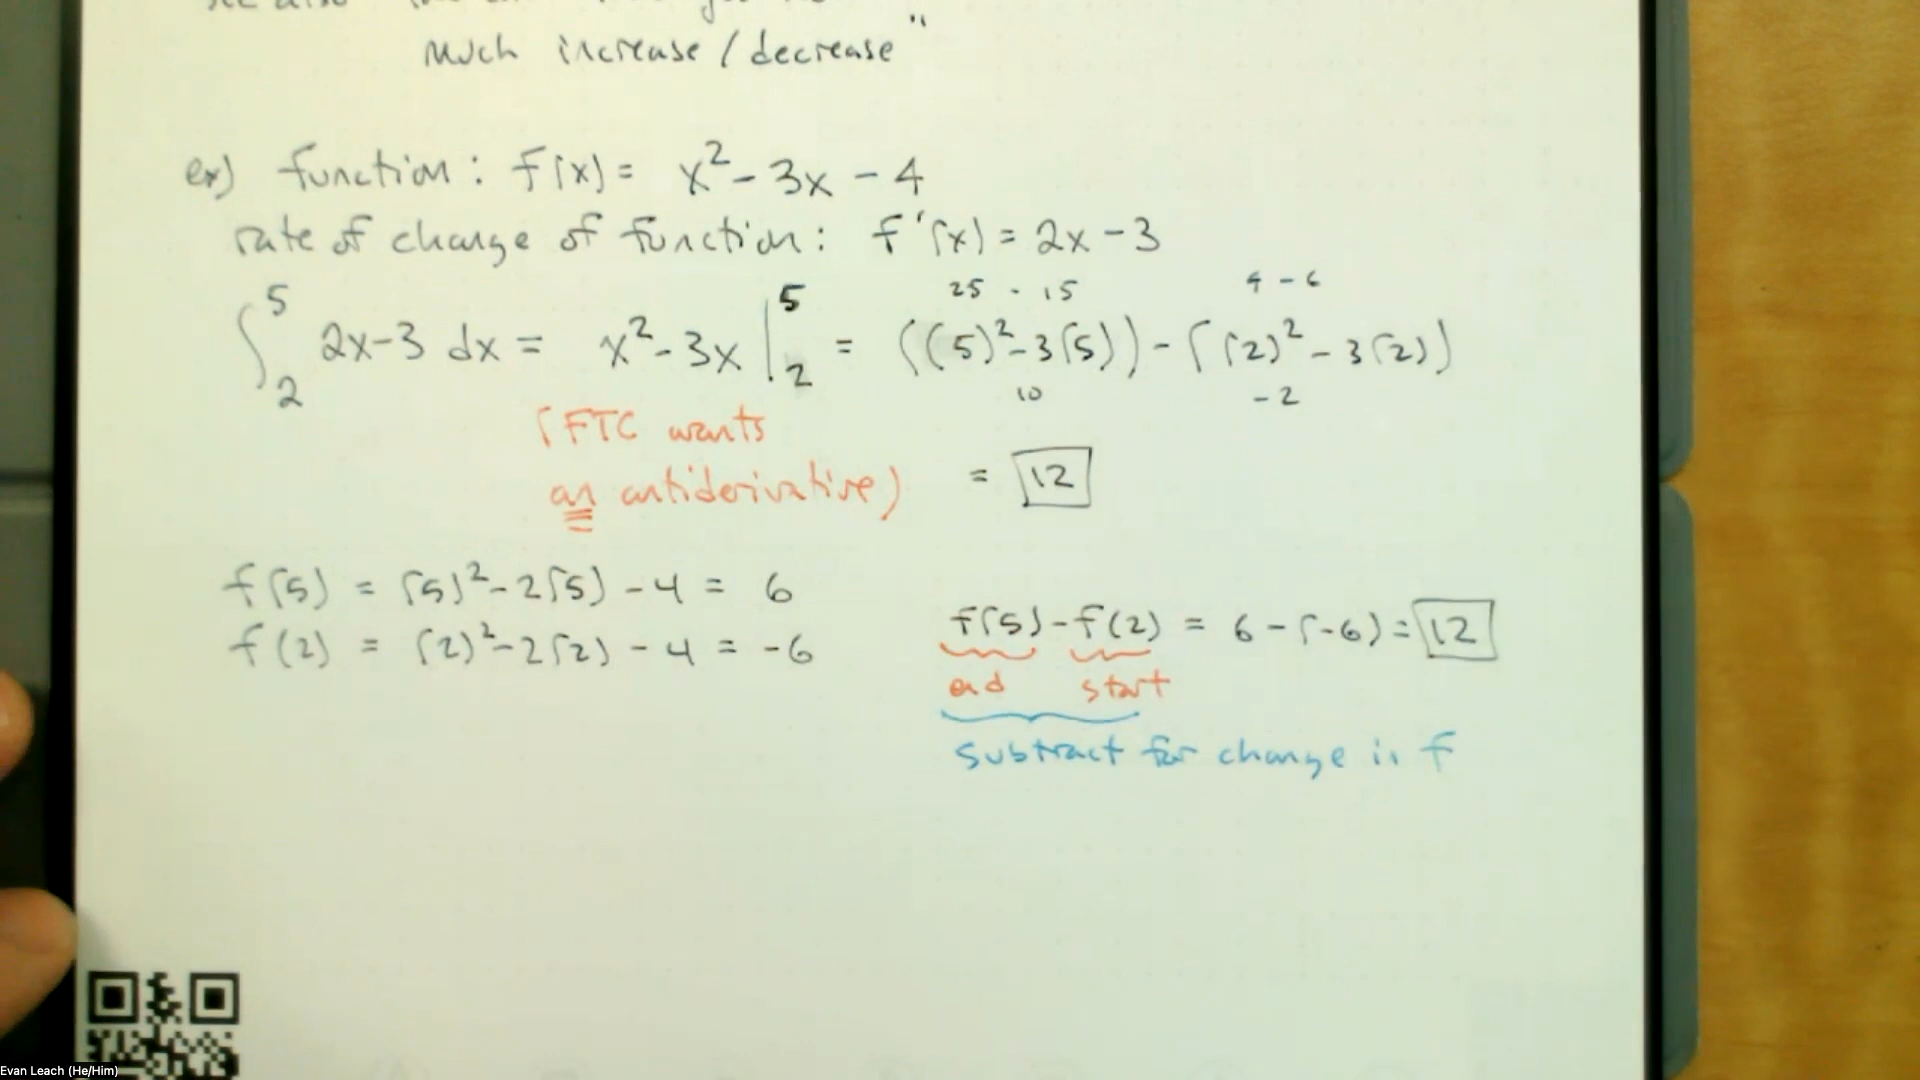 much increase / decrease"
ex) function: f(x) = x² - 3x - 4
rate of change of function: f'(x) = 2x - 3
∫₂⁵ 2x-3 dx = x² - 3x |₂⁵ = ((5)² - 3(5)) - ((2)² - 3(2))
25 - 15
4 - 6
10
-2
(FTC wants
an antiderivative)
= 12
f(5) = (5)² - 2(5) - 4 = 6
f(2) = (2)² - 2(2) - 4 = -6
f(5) - f(2) = 6 - (-6) = 12
end start
subtract for change in f
Evan Leach (He/Him)